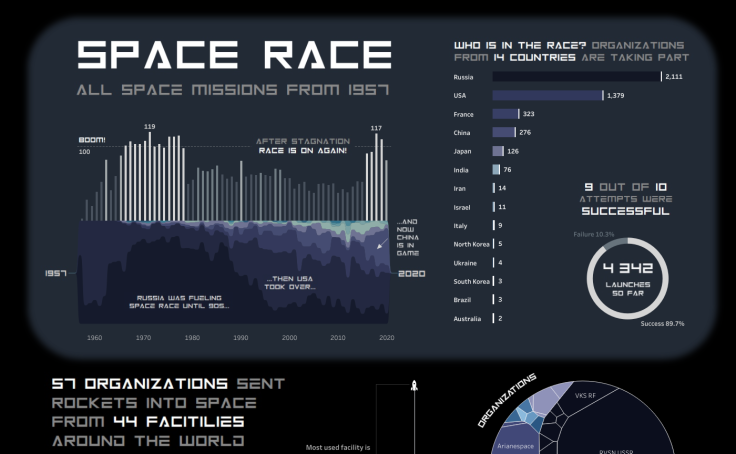 SPACE RACE
ALL SPACE MISSIONS FROM 1957
BOOM!
100
119
AFTER STAGNATION
RACE IS ON AGAIN!
117
...AND
NOW
CHINA
IS IN
GAME
1957
2020
...THEN USA
TOOK OVER...
RUSSIA WAS FUELING
SPACE RACE UNTIL 90S...
1960 1970 1980 1990 2000 2010 2020
WHO IS IN THE RACE? ORGANIZATIONS
FROM 14 COUNTRIES ARE TAKING PART
Russia 2,111
USA 1,379
France 323
China 276
Japan 126
India 76
Iran 14
Israel 11
Italy 9
North Korea 5
Ukraine 4
South Korea 3
Brazil 3
Australia 2
9 OUT OF 10
ATTEMPTS WERE
SUCCESSFUL
Failure 10.3%
4 342
LAUNCHES
SO FAR
Success 89.7%
57 ORGANIZATIONS SENT
ROCKETS INTO SPACE
FROM 44 FACITILIES
AROUND THE WORLD
Most used facility is
ORGANIZATIONS
VKS RF
Arianespace
RVSN USSR